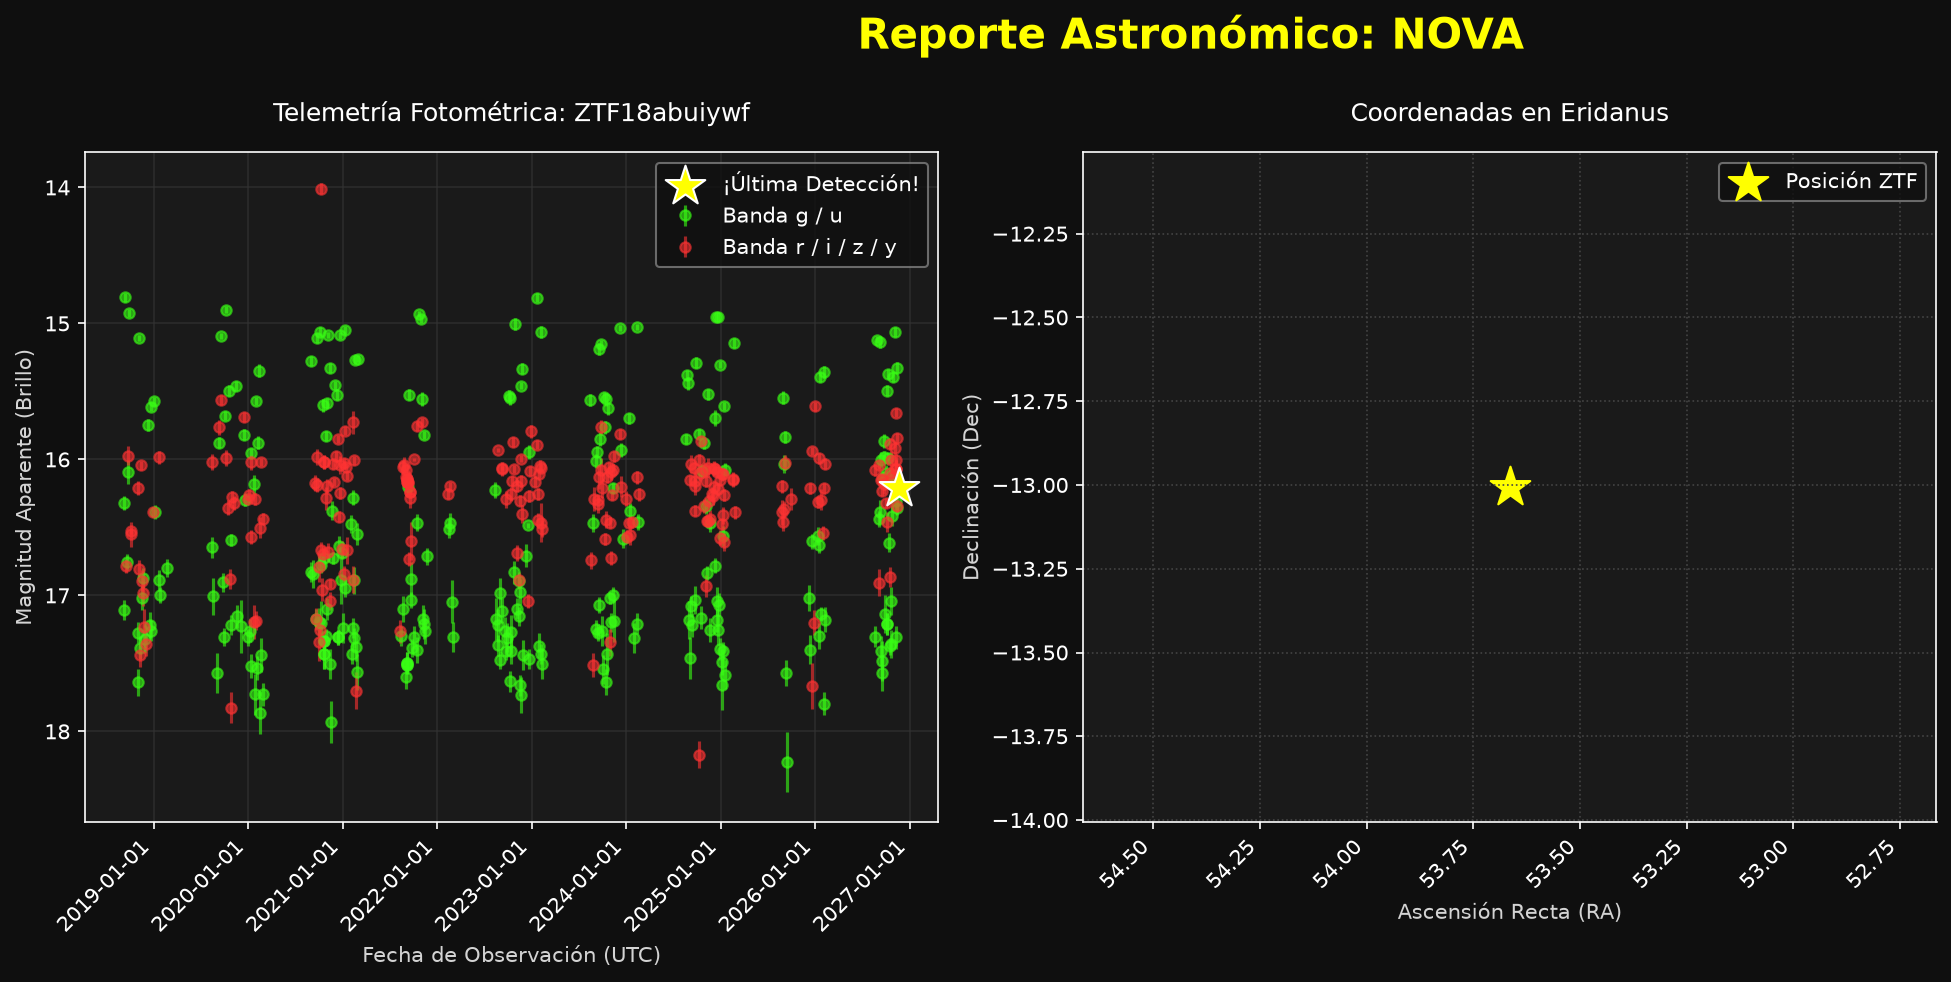 Reporte Astronómico: NOVA
Telemetría Fotométrica: ZTF18abuiywf
¡Última Detección!
Banda g / u
Banda r / i / z / y
Magnitud Aparente (Brillo)
14
15
16
17
18
2019-01-01
2020-01-01
2021-01-01
2022-01-01
2023-01-01
2024-01-01
2025-01-01
2026-01-01
2027-01-01
Fecha de Observación (UTC)
Coordenadas en Eridanus
Posición ZTF
Declinación (Dec)
−12.25
−12.50
−12.75
−13.00
−13.25
−13.50
−13.75
−14.00
54.50
54.25
54.00
53.75
53.50
53.25
53.00
52.75
Ascensión Recta (RA)